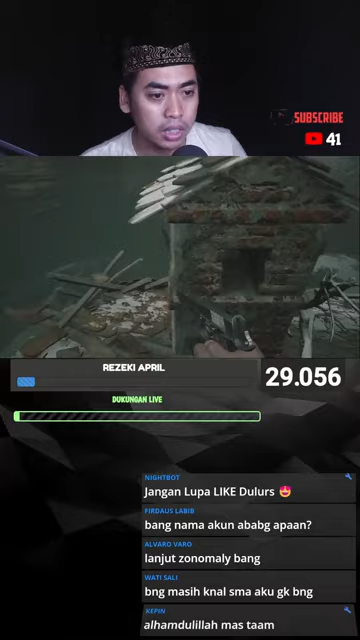 SUBSCRIBE
41
REZEKI APRIL
29.056
DUKUNGAN LIVE
NIGHTBOT
Jangan Lupa LIKE Dulurs 🤩
FIRDAUS LABIB
bang nama akun ababg apaan?
ALVARO VARO
lanjut zonomaly bang
WATI SALI
bng masih knal sma aku gk bng
KEPIN
alhamdulillah mas taam